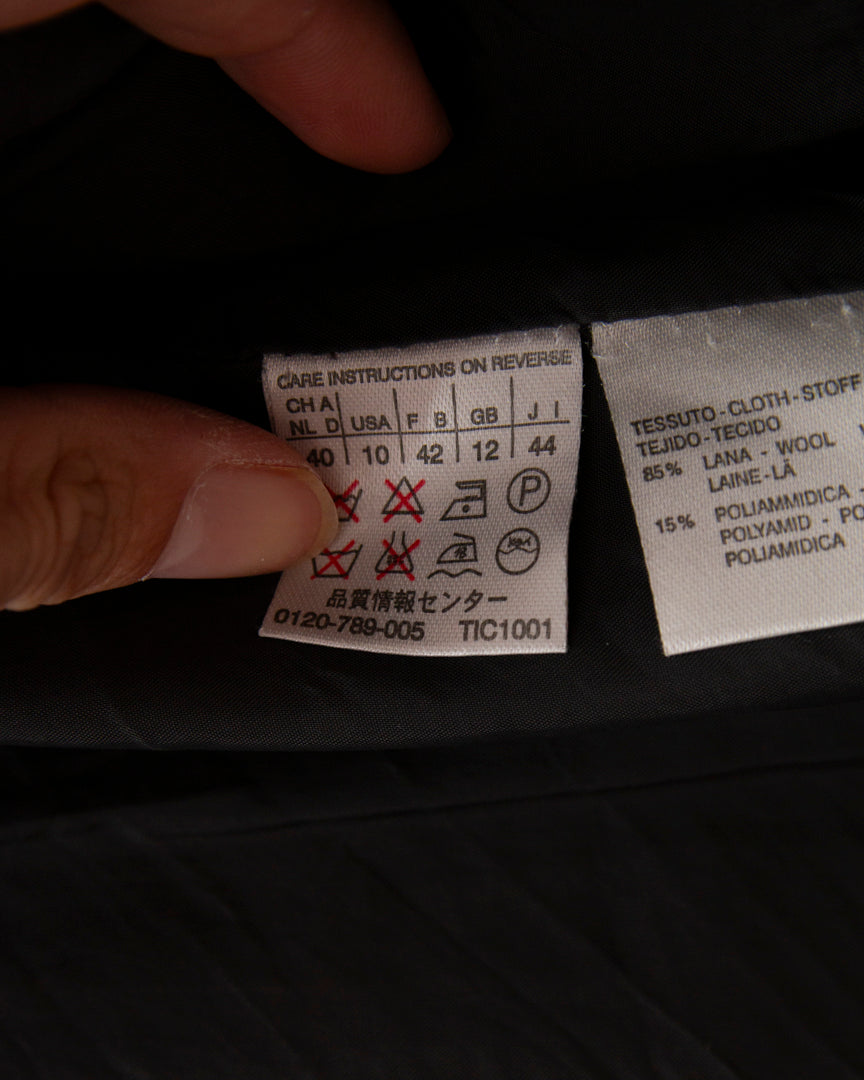 CARE INSTRUCTIONS ON REVERSE
CH A
NL D USA F B GB J I
40 10 42 12 44
P
品質情報センター
0120-789-005 TIC1001
TESSUTO-CLOTH-STOFF
TEJIDO-TECIDO
85% LANA - WOOL
LAINE-LÃ
15% POLIAMMIDICA -
POLYAMID -
POLIAMIDICA